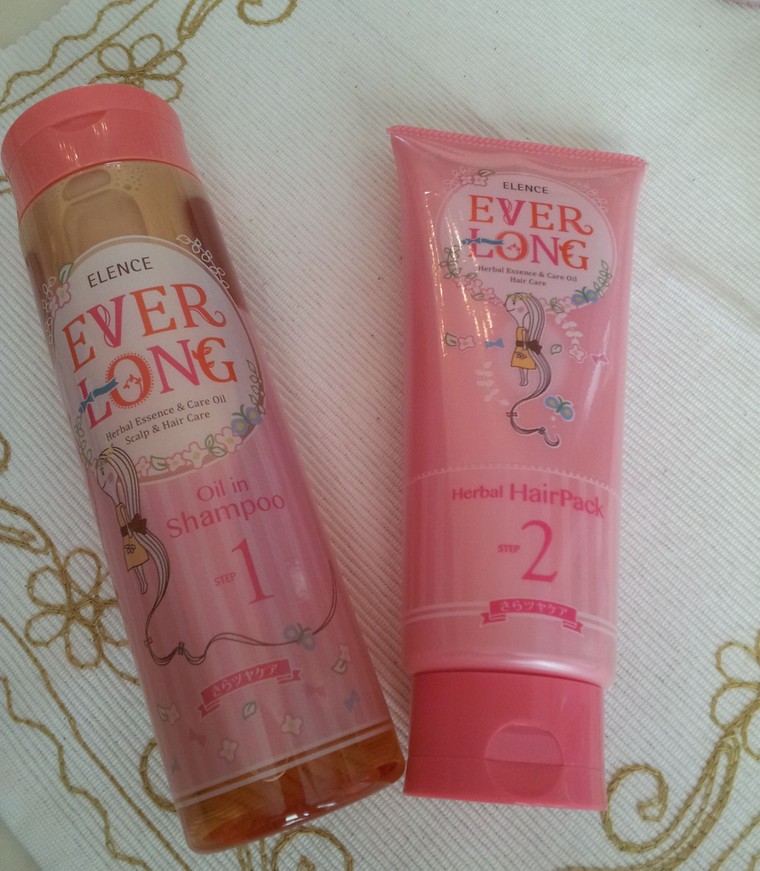 ELENCE
EVER
LONG
Herbal Essence & Care Oil
Scalp & Hair Care
Oil in
Shampoo
STEP 1
さらツヤケア
ELENCE
EVER
LONG
Herbal Essence & Care Oil
Hair Care
Herbal HairPack
STEP 2
さらツヤケア